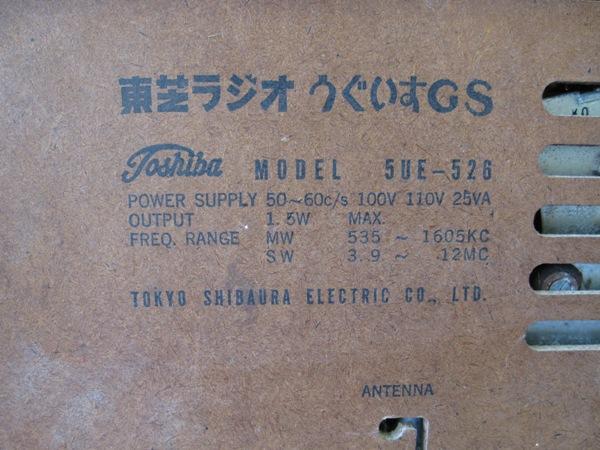 東芝ラジオ うぐいすGS
Toshiba MODEL 5UE-526
POWER SUPPLY 50~60c/s 100V 110V 25VA
OUTPUT 1.5W MAX.
FREQ. RANGE MW 535 ~ 1605KC
SW 3.9 ~ 12MC
TOKYO SHIBAURA ELECTRIC CO., LTD.
ANTENNA